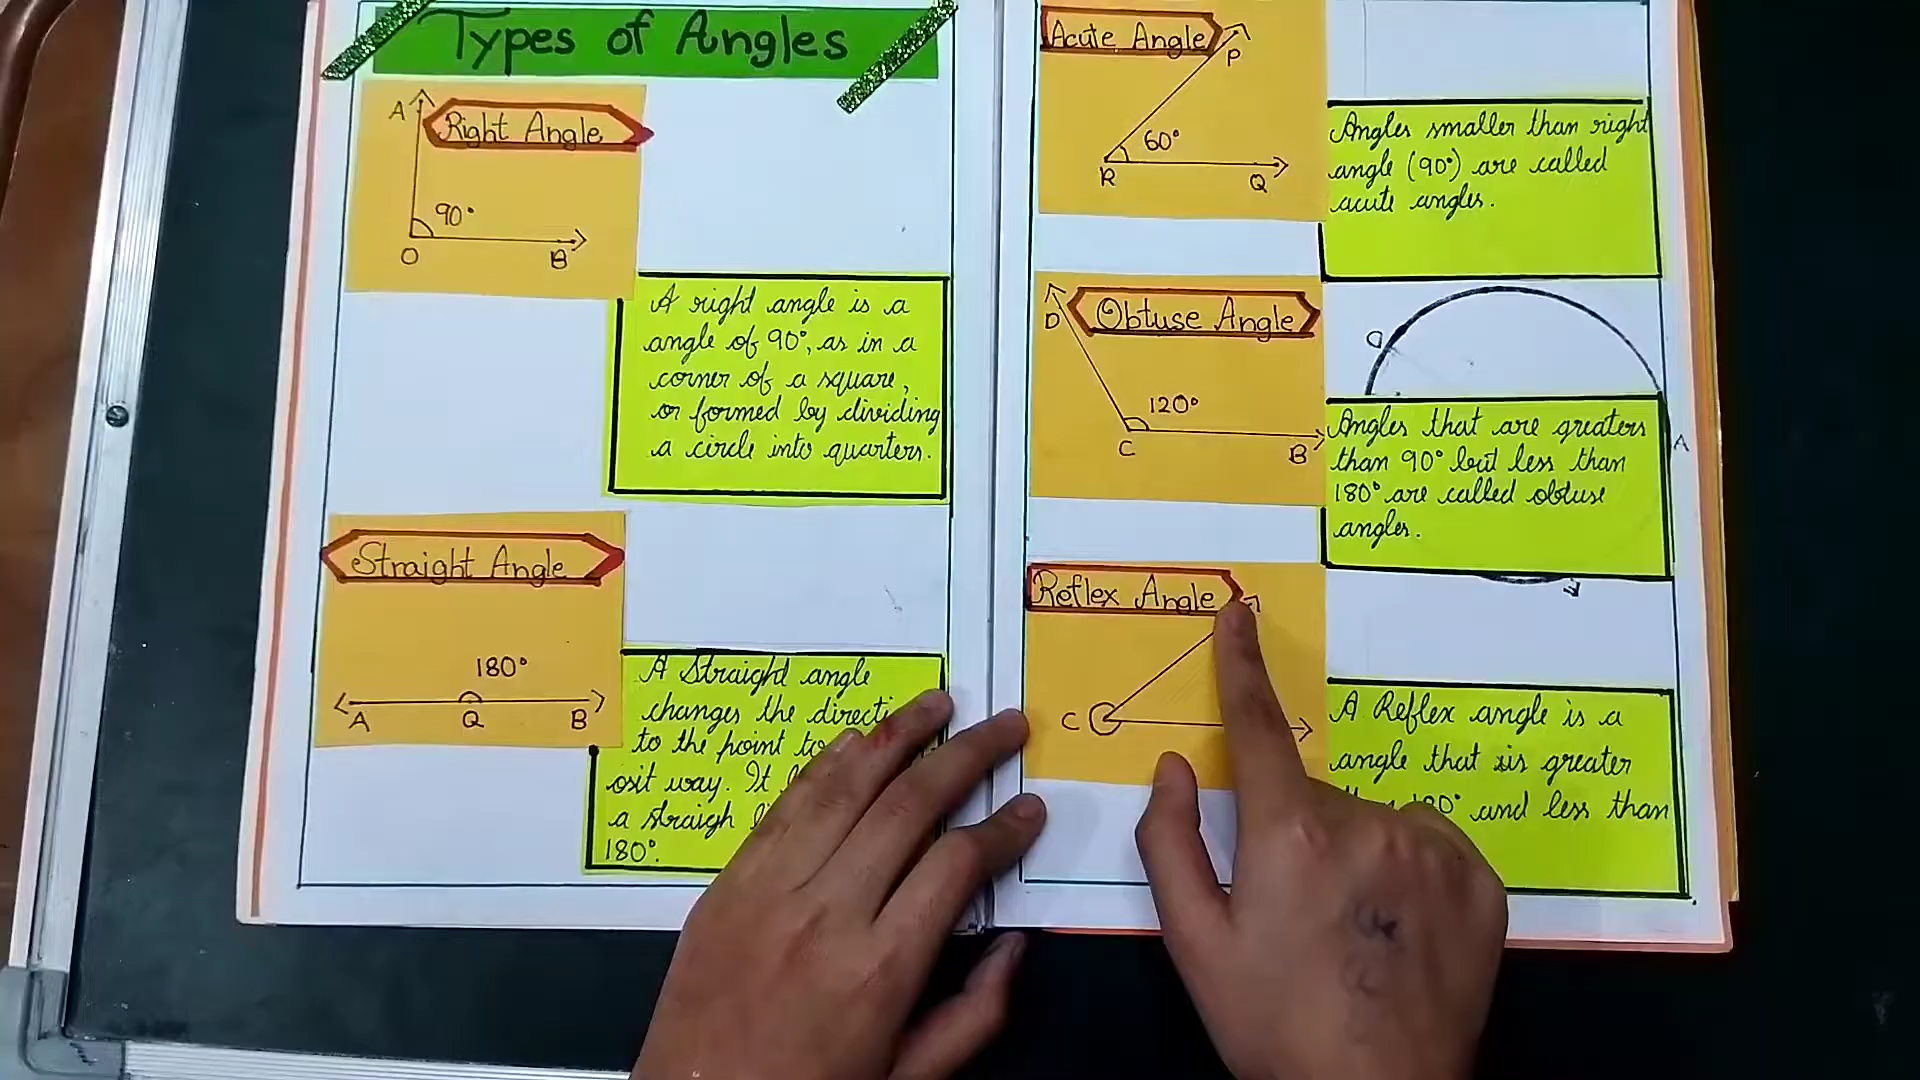 Types of Angles
A
Right Angle
90°
O
B
A right angle is a
angle of 90°, as in a
corner of a square,
or formed by dividing
a circle into quarters.
Straight Angle
180°
A
Q
B
A Straight angle
changes the directi
to the point to
osit way. It
a straigh
180°.
Acute Angle
P
60°
R
Q
Angles smaller than right
angle (90°) are called
acute angles.
D
Obtuse Angle
120°
C
B
Angles that are greaters
than 90° but less than
180° are called obtuse
angles.
A
Reflex Angle
C
A Reflex angle is a
angle that is greater
180° and less than